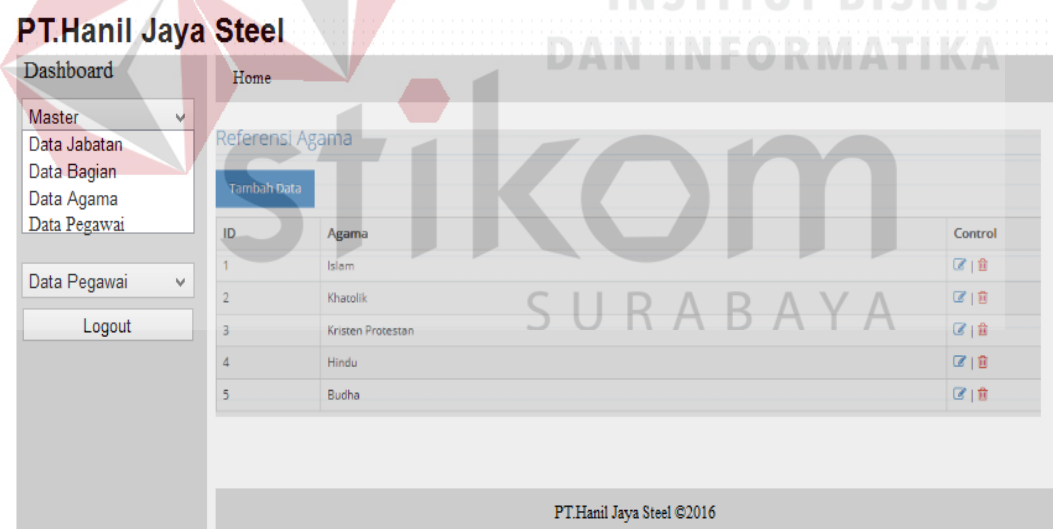 INSTITUT BISNIS
DAN INFORMATIKA
stikom
SURABAYA
PT.Hanil Jaya Steel
Dashboard
Home
Master
Data Jabatan
Data Bagian
Data Agama
Data Pegawai
Data Pegawai
Logout
Referensi Agama
Tambah Data
ID Agama Control
1 Islam |
2 Khatolik |
3 Kristen Protestan |
4 Hindu |
5 Budha |
PT.Hanil Jaya Steel ©2016